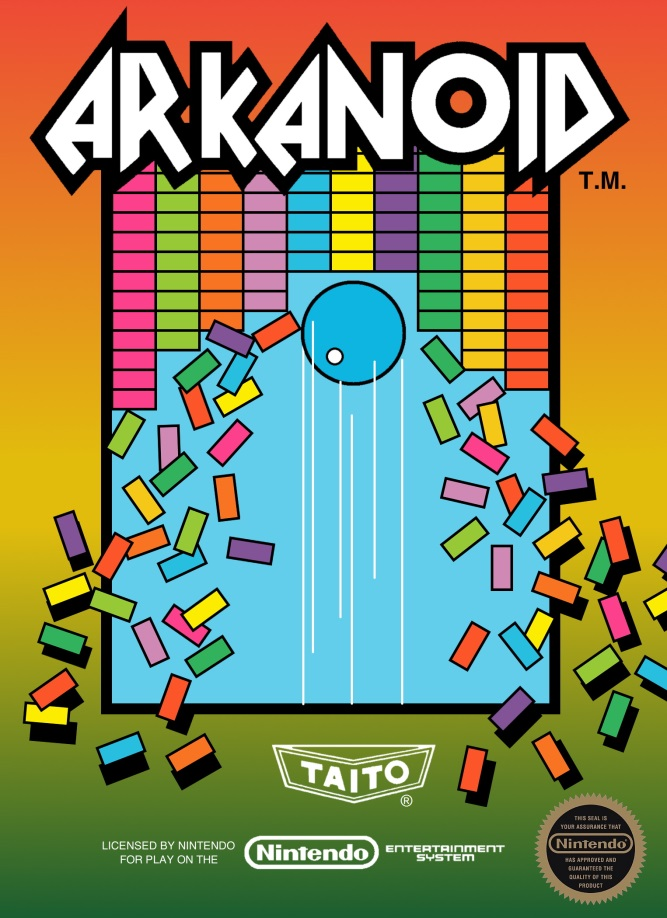 ARKANOID
T.M.
TAITO
®
LICENSED BY NINTENDO
FOR PLAY ON THE
Nintendo
ENTERTAINMENT
SYSTEM
THIS SEAL IS
YOUR ASSURANCE THAT
Nintendo®
HAS APPROVED AND
GUARANTEED THE
QUALITY OF THIS
PRODUCT